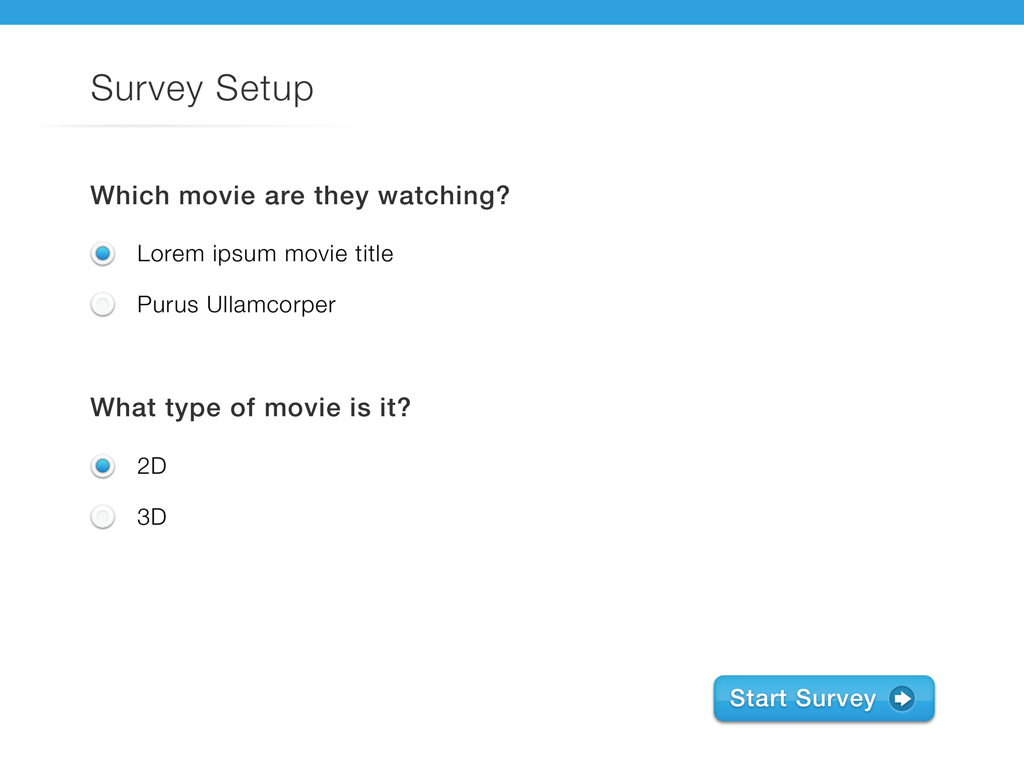 Survey Setup
Which movie are they watching?
Lorem ipsum movie title
Purus Ullamcorper
What type of movie is it?
2D
3D
Start Survey